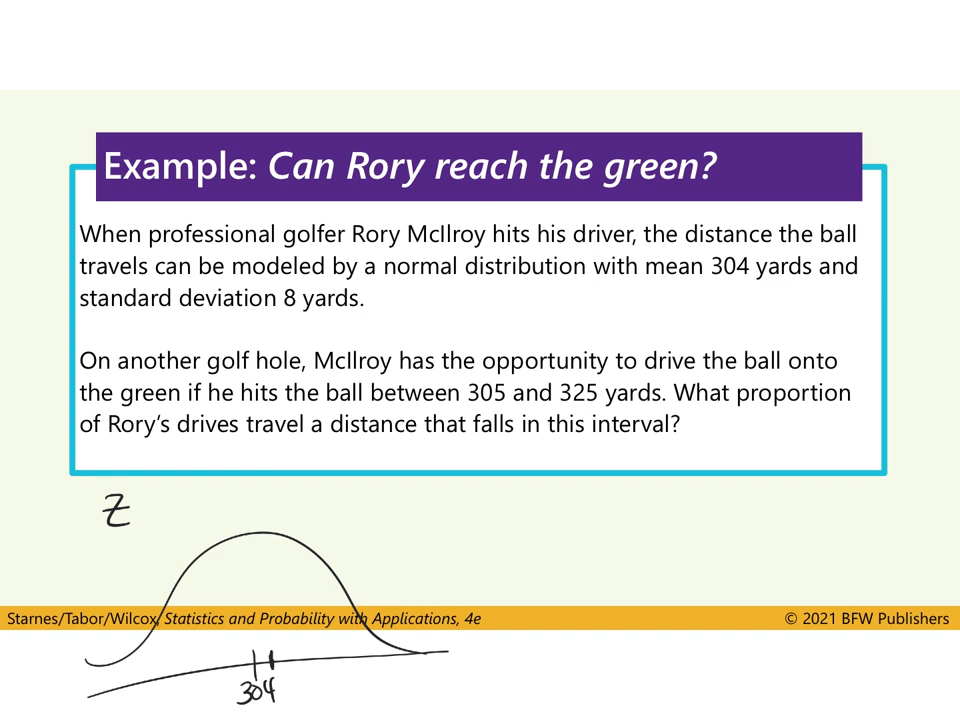 Example: Can Rory reach the green?
When professional golfer Rory McIlroy hits his driver, the distance the ball
travels can be modeled by a normal distribution with mean 304 yards and
standard deviation 8 yards.
On another golf hole, McIlroy has the opportunity to drive the ball onto
the green if he hits the ball between 305 and 325 yards. What proportion
of Rory’s drives travel a distance that falls in this interval?
Z
Starnes/Tabor/Wilcox, Statistics and Probability with Applications, 4e
© 2021 BFW Publishers
304